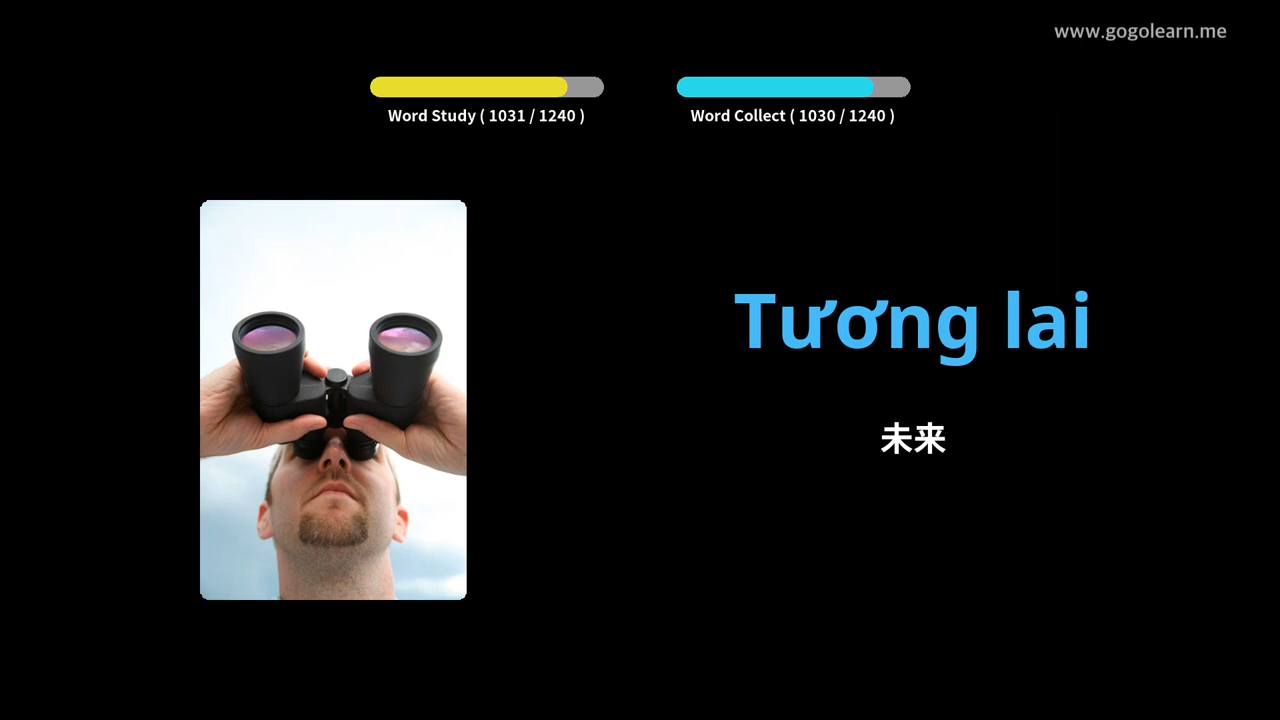 www.gogolearn.me
Word Study ( 1031 / 1240 )
Word Collect ( 1030 / 1240 )
Tương lai
未来